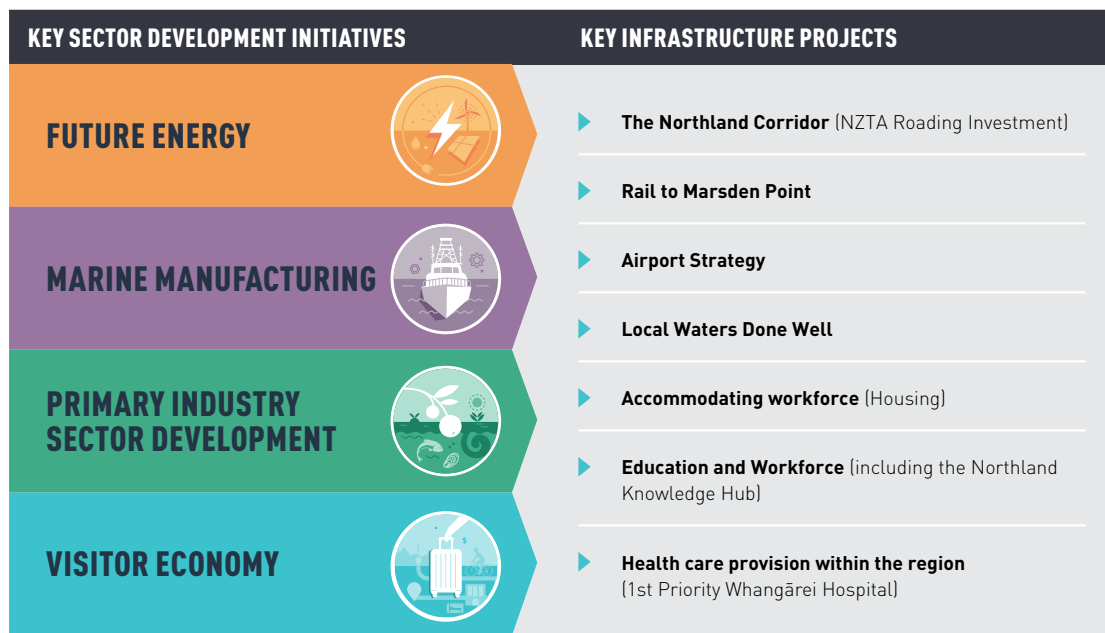 KEY SECTOR DEVELOPMENT INITIATIVES
FUTURE ENERGY
MARINE MANUFACTURING
PRIMARY INDUSTRY
SECTOR DEVELOPMENT
VISITOR ECONOMY
$
KEY INFRASTRUCTURE PROJECTS
The Northland Corridor (NZTA Roading Investment)
Rail to Marsden Point
Airport Strategy
Local Waters Done Well
Accommodating workforce (Housing)
Education and Workforce (including the Northland
Knowledge Hub)
Health care provision within the region
(1st Priority Whangārei Hospital)